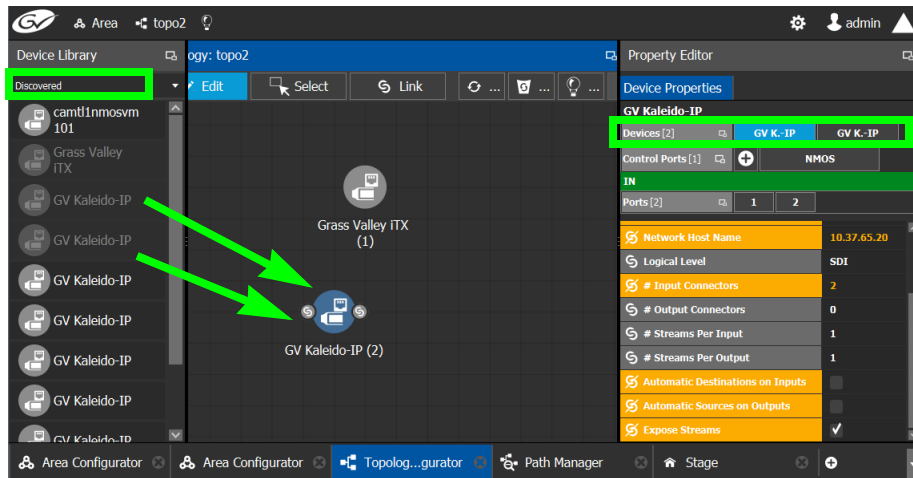 GV Area topo2 admin
Device Library
ogy: topo2
Property Editor
Discovered
Edit Select Link ... ... ...
Device Properties
camtl1nmosvm
101
Grass Valley
iTX
GV Kaleido-IP
GV Kaleido-IP
GV Kaleido-IP
GV Kaleido-IP
GV Kaleido-IP
GV Kaleido-IP
GV Kaleido-IP
Grass Valley iTX
(1)
GV Kaleido-IP (2)
GV Kaleido-IP
Devices [2] GV K.-IP GV K.-IP
Control Ports [1] NMOS
IN
Ports [2] 1 2
Network Host Name 10.37.65.20
Logical Level SDI
# Input Connectors 2
# Output Connectors 0
# Streams Per Input 1
# Streams Per Output 1
Automatic Destinations on Inputs
Automatic Sources on Outputs
Expose Streams
Area Configurator Area Configurator Topolog...gurator Path Manager Stage